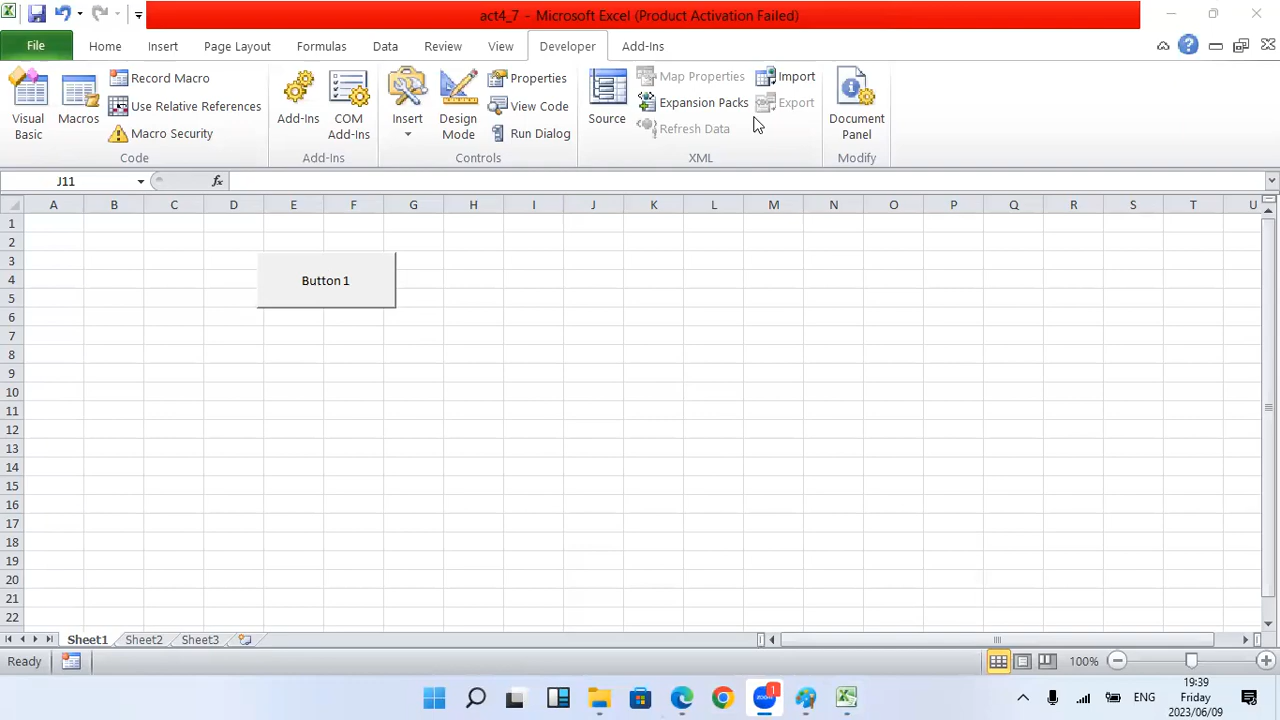 act4_7 - Microsoft Excel (Product Activation Failed)
File Home Insert Page Layout Formulas Data Review View Developer Add-Ins
Visual Basic
Macros
Record Macro
Use Relative References
Macro Security
Code
Add-Ins
COM Add-Ins
Add-Ins
Insert
Design Mode
Properties
View Code
Run Dialog
Controls
Source
Map Properties
Expansion Packs
Refresh Data
Import
Export
XML
Document Panel
Modify
J11 fx
A B C D E F G H I J K L M N O P Q R S T U
1
2
3
4
5
6
7
8
9
10
11
12
13
14
15
16
17
18
19
20
21
22
Button 1
Sheet1 Sheet2 Sheet3
Ready 100%
zoom 1
ENG
19:39
Friday
2023/06/09